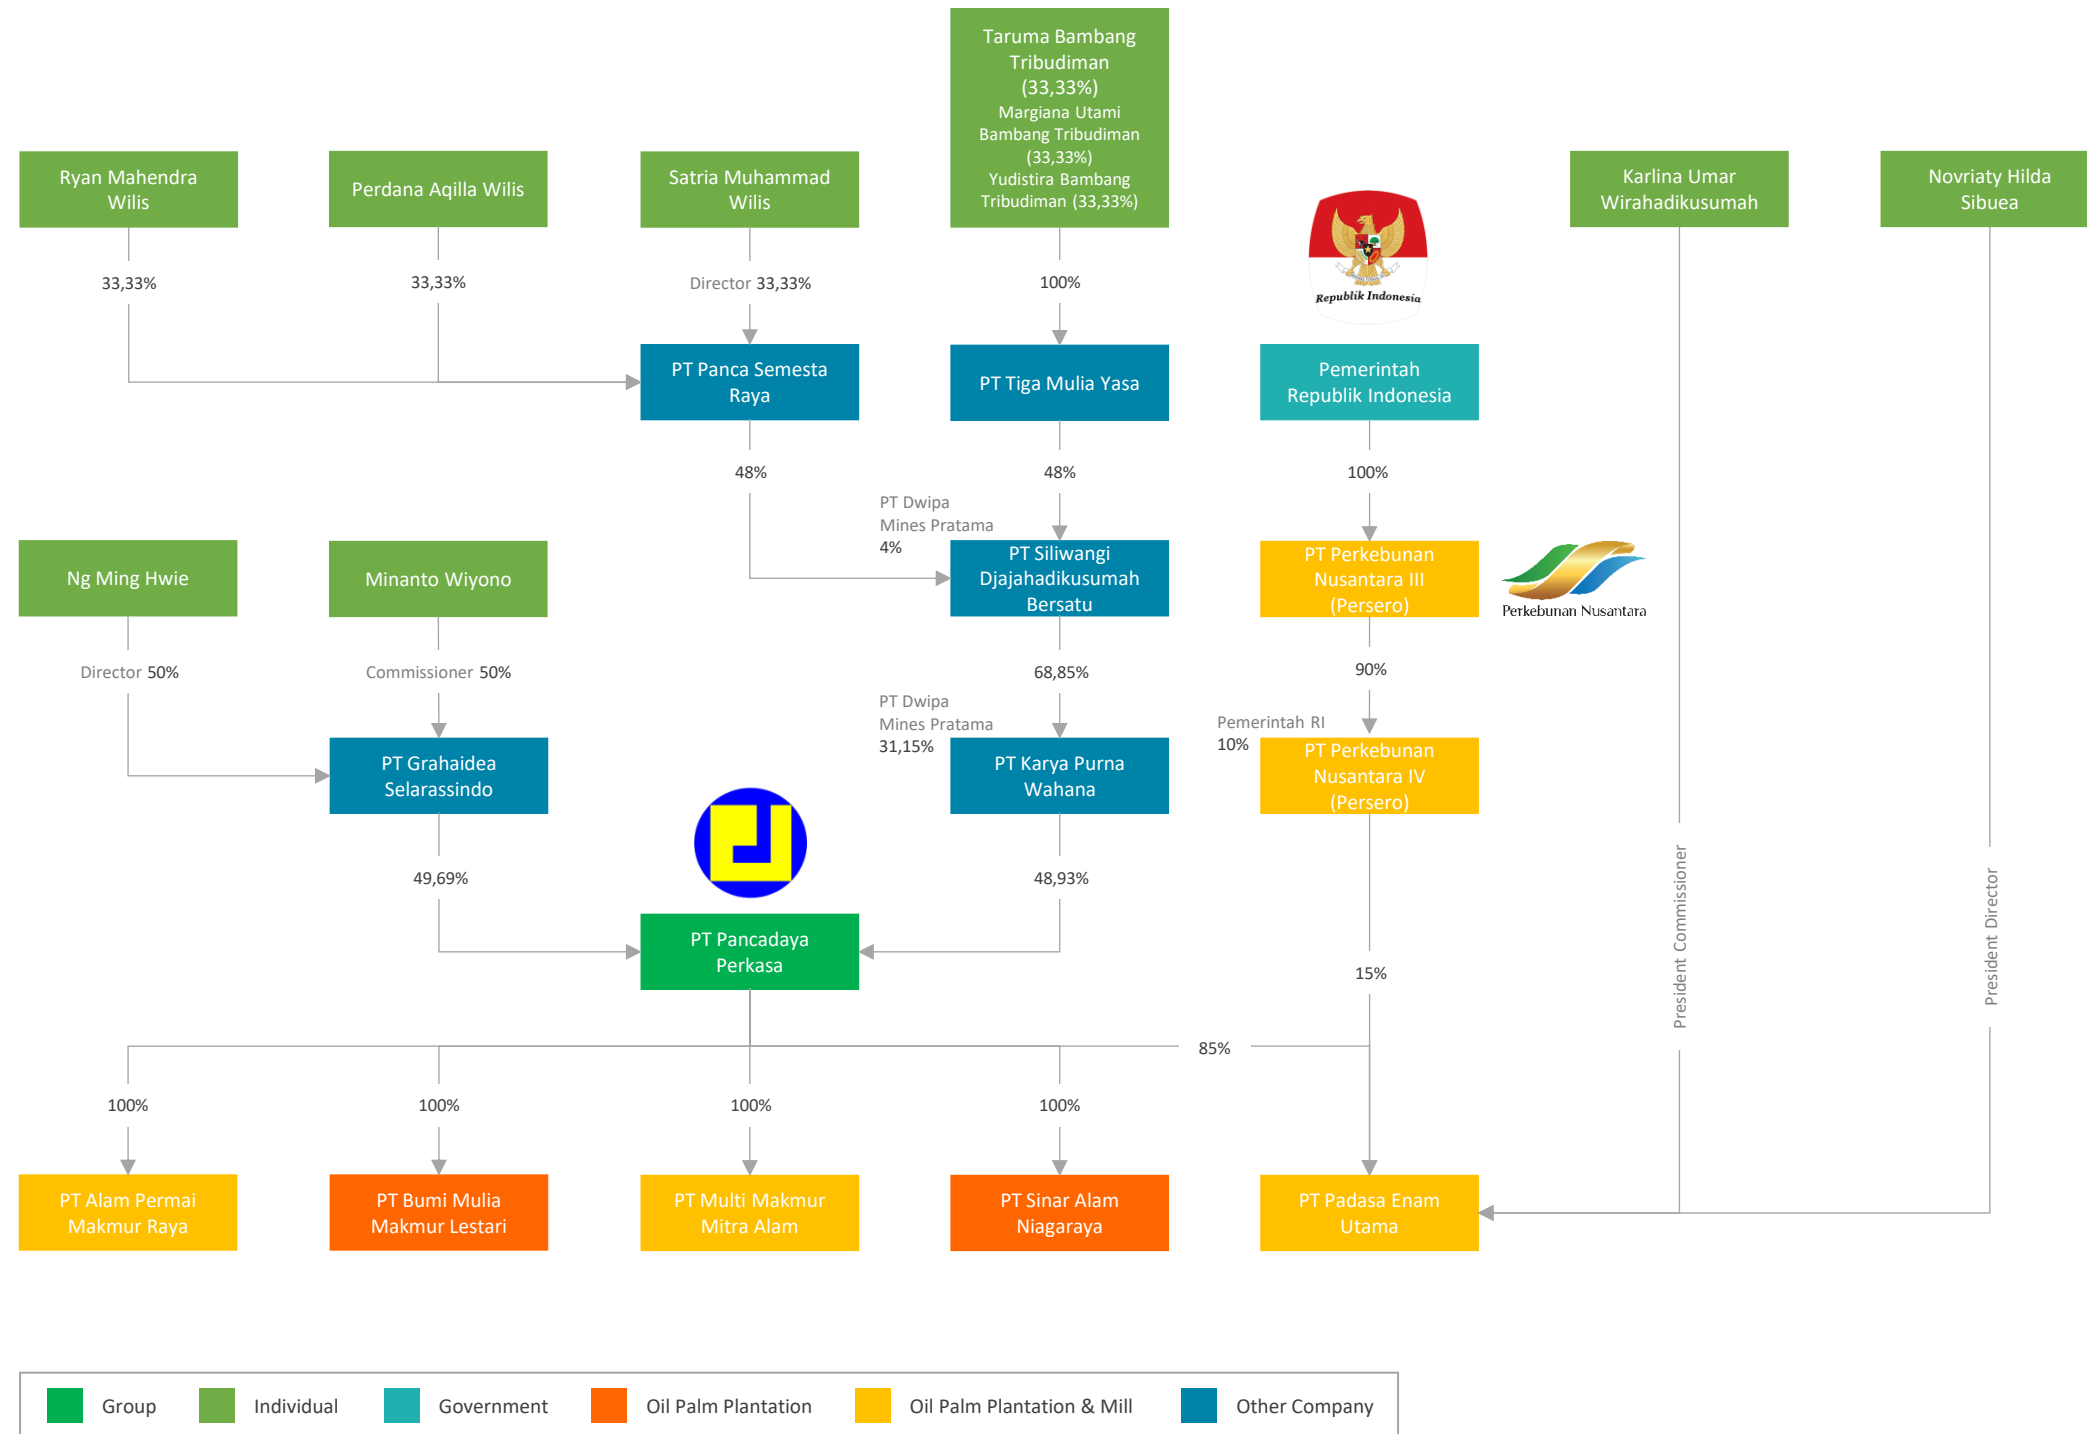 Taruma Bambang
Tribudiman
(33,33%)
Margiana Utami
Bambang Tribudiman
(33,33%)
Yudistira Bambang
Tribudiman (33,33%)
Ryan Mahendra
Wilis
Perdana Aqilla Wilis
Satria Muhammad
Wilis
Karlina Umar
Wirahadikusumah
Novriaty Hilda
Sibuea
33,33%
33,33%
Director 33,33%
100%
Republik Indonesia
PT Panca Semesta
Raya
PT Tiga Mulia Yasa
Pemerintah
Republik Indonesia
48%
48%
100%
PT Dwipa
Mines Pratama
4%
Ng Ming Hwie
Minanto Wiyono
PT Siliwangi
Djajahadikusumah
Bersatu
PT Perkebunan
Nusantara III
(Persero)
Perkebunan Nusantara
Director 50%
Commissioner 50%
68,85%
90%
PT Dwipa
Mines Pratama
31,15%
Pemerintah RI
10%
PT Grahaidea
Selarassindo
PT Karya Purna
Wahana
PT Perkebunan
Nusantara IV
(Persero)
49,69%
48,93%
President Commissioner
President Director
PT Pancadaya
Perkasa
15%
85%
100%
100%
100%
100%
PT Alam Permai
Makmur Raya
PT Bumi Mulia
Makmur Lestari
PT Multi Makmur
Mitra Alam
PT Sinar Alam
Niagaraya
PT Padasa Enam
Utama
Group
Individual
Government
Oil Palm Plantation
Oil Palm Plantation & Mill
Other Company